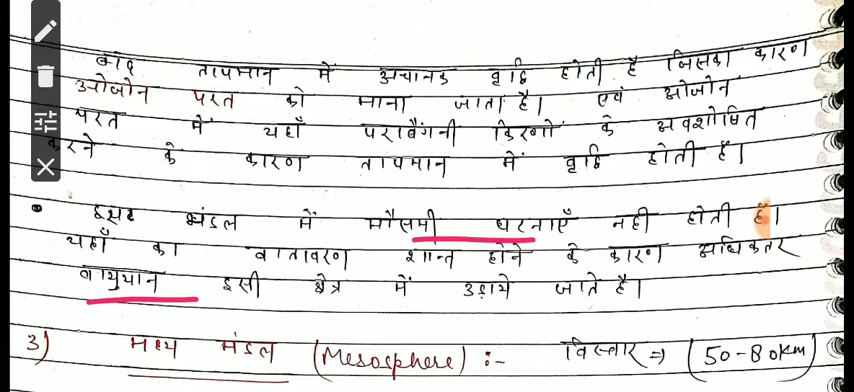 बाद तापमान में अचानक वृद्धि होती है जिसका कारण
ओजोन परत को माना जाता है। एवं ओजोन
परत में यहाँ पराबैंगनी किरणों के अवशोषित
करने के कारण तापमान में वृद्धि होती है।
• इस मंडल में मौसमी घटनाएँ नही होती है।
यहाँ का वातावरण शान्त होने के कारण अधिकतर
वायुयान इसी क्षेत्र में उड़ाये जाते है।
3) मध्य मंडल (Mesosphere) :- विस्तार ⇒ (50-80km)